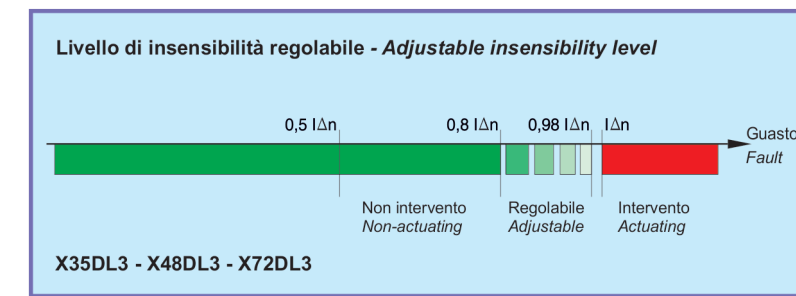 Livello di insensibilità regolabile - Adjustable insensibility level
0,5 IΔn 0,8 IΔn 0,98 IΔn IΔn
Guasto
Fault
Non intervento Regolabile Intervento
Non-actuating Adjustable Actuating
X35DL3 - X48DL3 - X72DL3